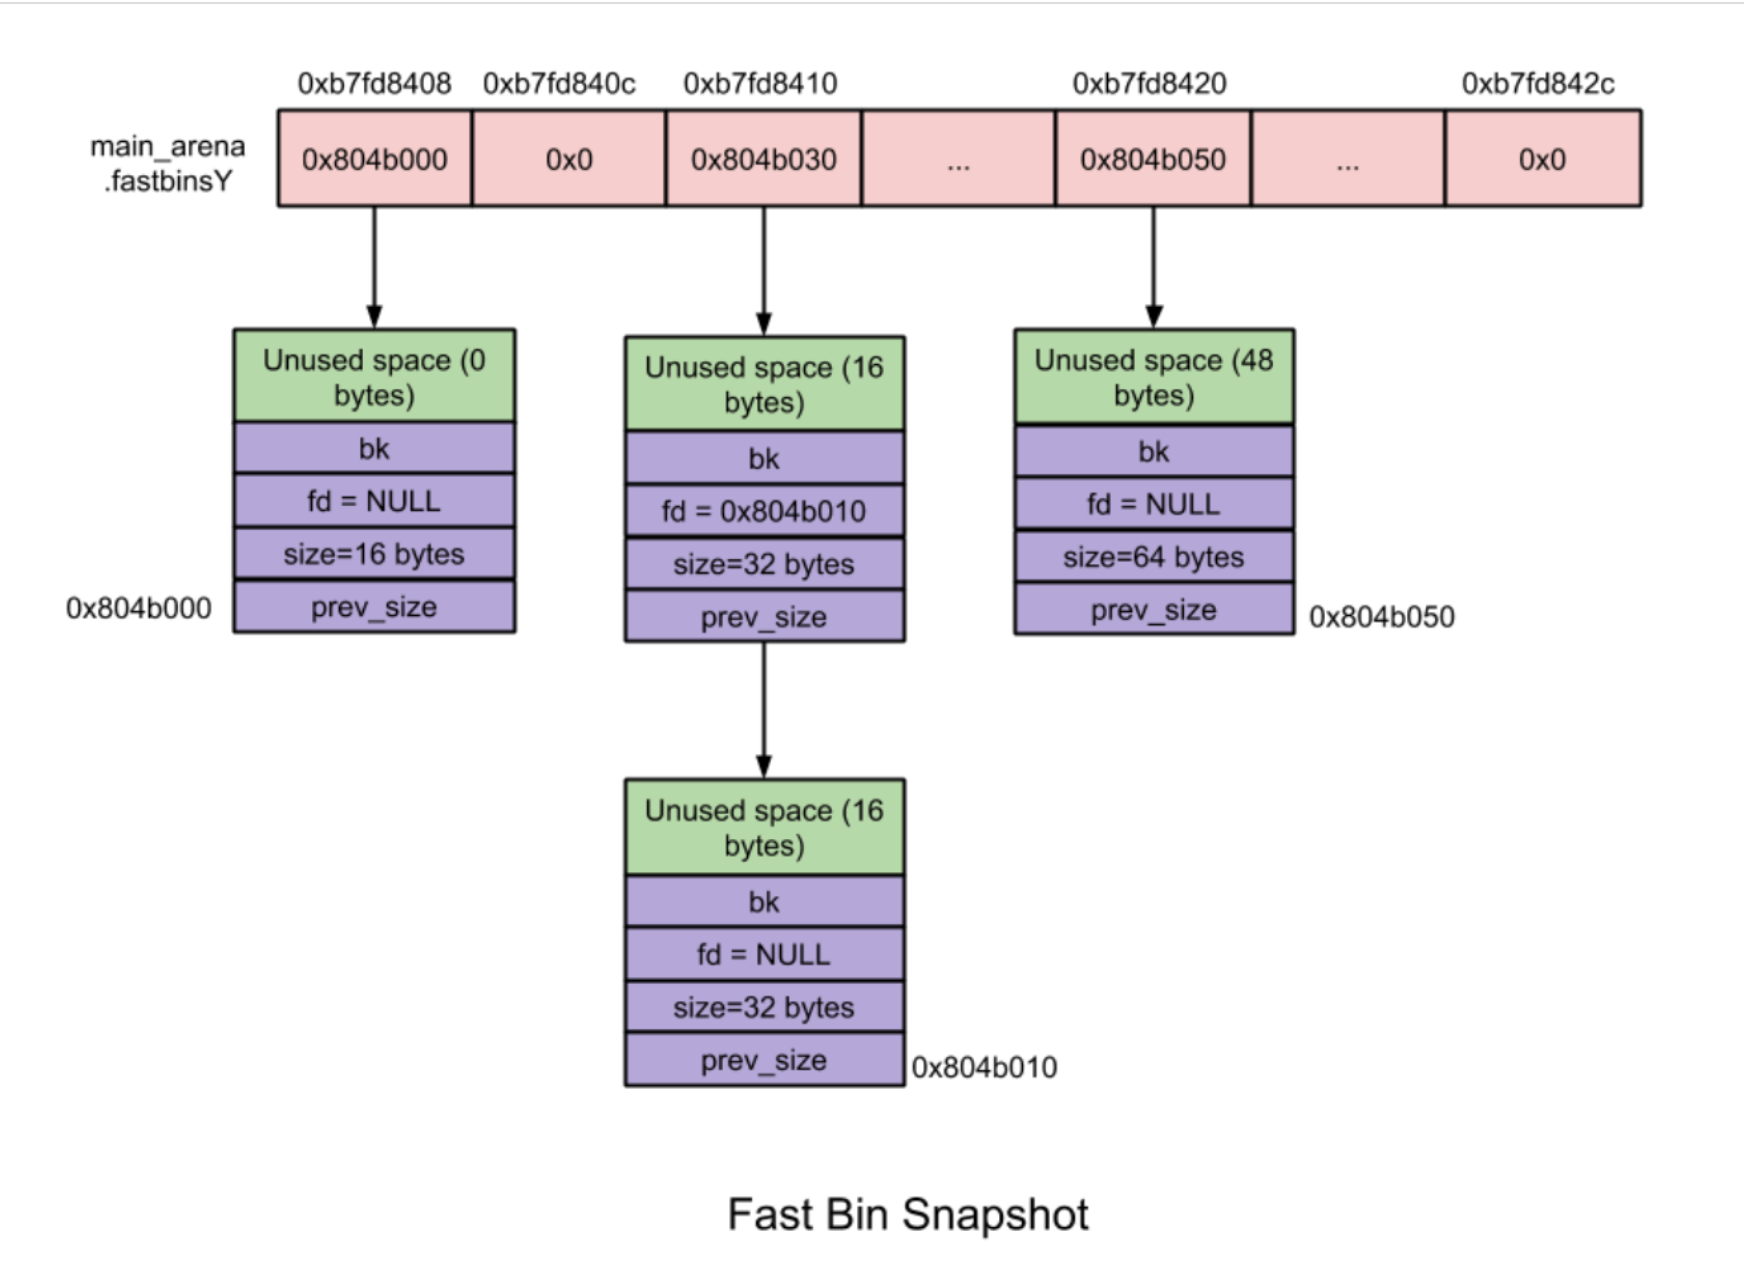 0xb7fd8408 0xb7fd840c 0xb7fd8410 0xb7fd8420 0xb7fd842c
main_arena
.fastbinsY
0x804b000 0x0 0x804b030 ... 0x804b050 ... 0x0
Unused space (0
bytes)
bk
fd = NULL
size=16 bytes
prev_size
0x804b000
Unused space (16
bytes)
bk
fd = 0x804b010
size=32 bytes
prev_size
Unused space (48
bytes)
bk
fd = NULL
size=64 bytes
prev_size
0x804b050
Unused space (16
bytes)
bk
fd = NULL
size=32 bytes
prev_size
0x804b010
Fast Bin Snapshot